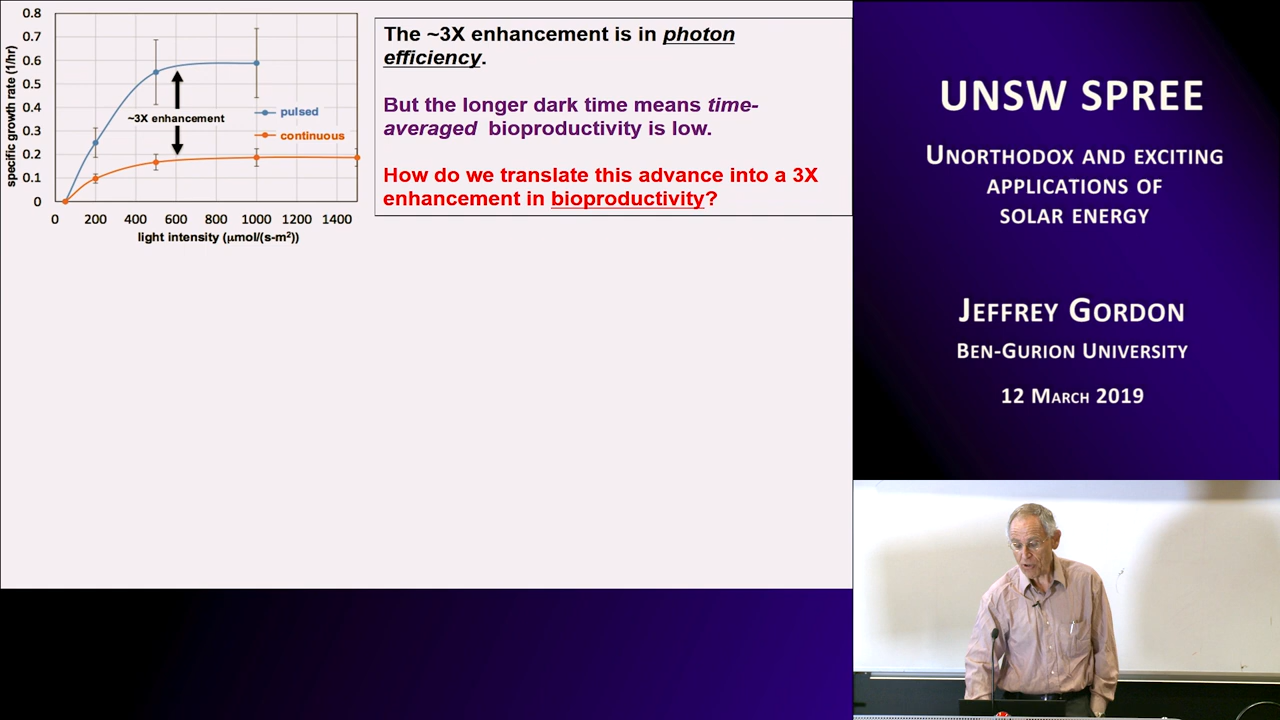 0.8
0.7
0.6
0.5
0.4
0.3
0.2
0.1
0
specific growth rate (1/hr)
~3X enhancement
pulsed
continuous
0 200 400 600 800 1000 1200 1400
light intensity (μmol/(s-m²))
The ~3X enhancement is in photon
efficiency.
But the longer dark time means time-
averaged bioproductivity is low.
How do we translate this advance into a 3X
enhancement in bioproductivity?
UNSW SPREE
UNORTHODOX AND EXCITING
APPLICATIONS OF
SOLAR ENERGY
JEFFREY GORDON
BEN-GURION UNIVERSITY
12 MARCH 2019